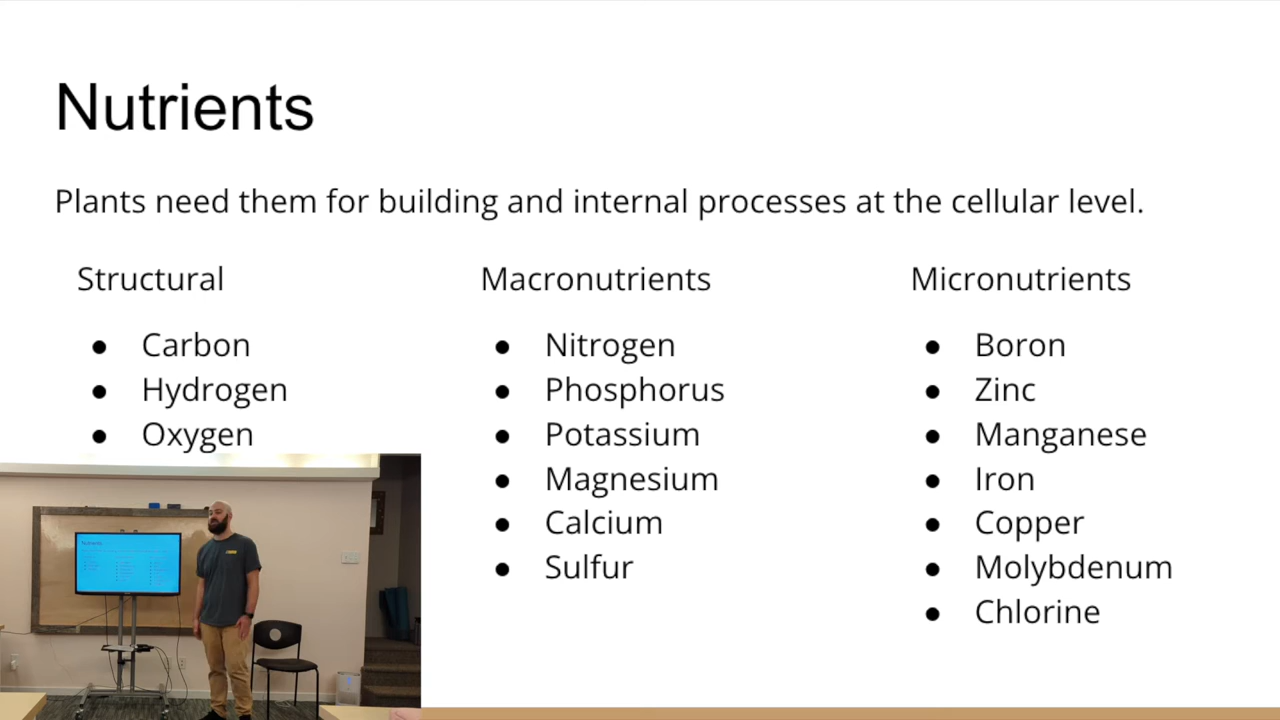 Nutrients
Plants need them for building and internal processes at the cellular level.
Structural
● Carbon
● Hydrogen
● Oxygen
Macronutrients
● Nitrogen
● Phosphorus
● Potassium
● Magnesium
● Calcium
● Sulfur
Micronutrients
● Boron
● Zinc
● Manganese
● Iron
● Copper
● Molybdenum
● Chlorine